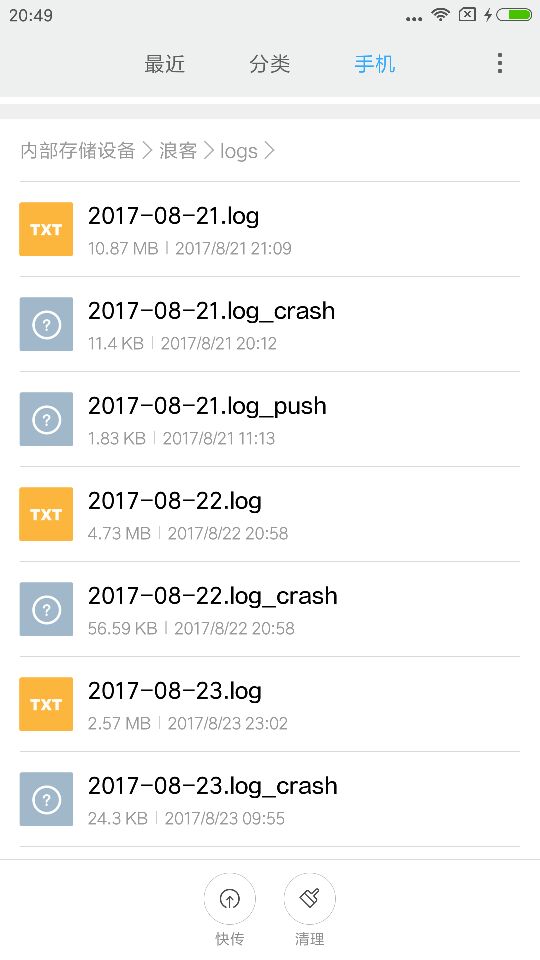 20:49
最近 分类 手机
内部存储设备 > 浪客 > logs >
TXT
2017-08-21.log
10.87 MB | 2017/8/21 21:09
?
2017-08-21.log_crash
11.4 KB | 2017/8/21 20:12
?
2017-08-21.log_push
1.83 KB | 2017/8/21 11:13
TXT
2017-08-22.log
4.73 MB | 2017/8/22 20:58
?
2017-08-22.log_crash
56.59 KB | 2017/8/22 20:58
TXT
2017-08-23.log
2.57 MB | 2017/8/23 23:02
?
2017-08-23.log_crash
24.3 KB | 2017/8/23 09:55
快传 清理